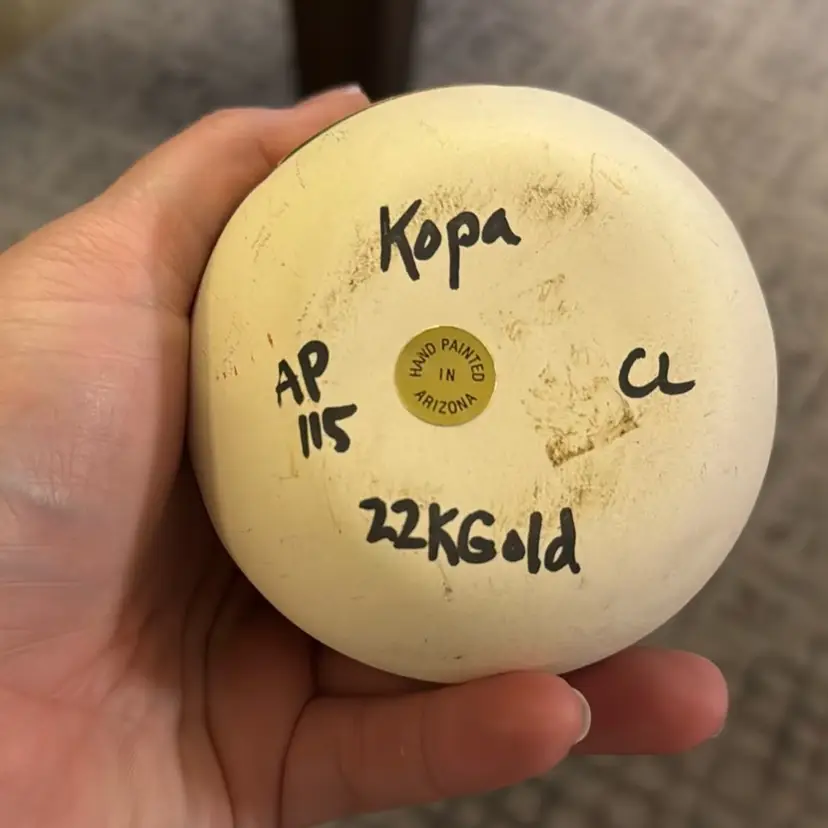 Kopa
AP
115
HAND PAINTED
IN
ARIZONA
CL
22KGold